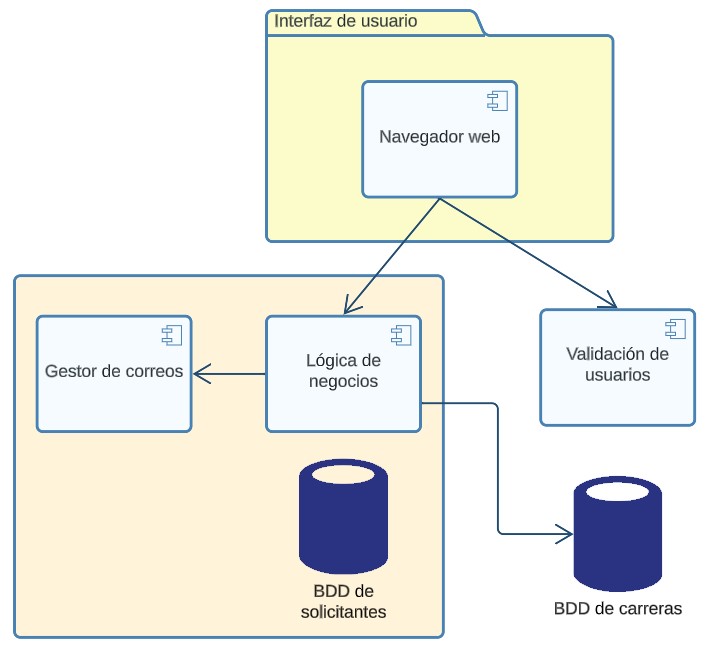 Interfaz de usuario
Navegador web
Gestor de correos
Lógica de
negocios
Validación de
usuarios
BDD de
solicitantes
BDD de carreras